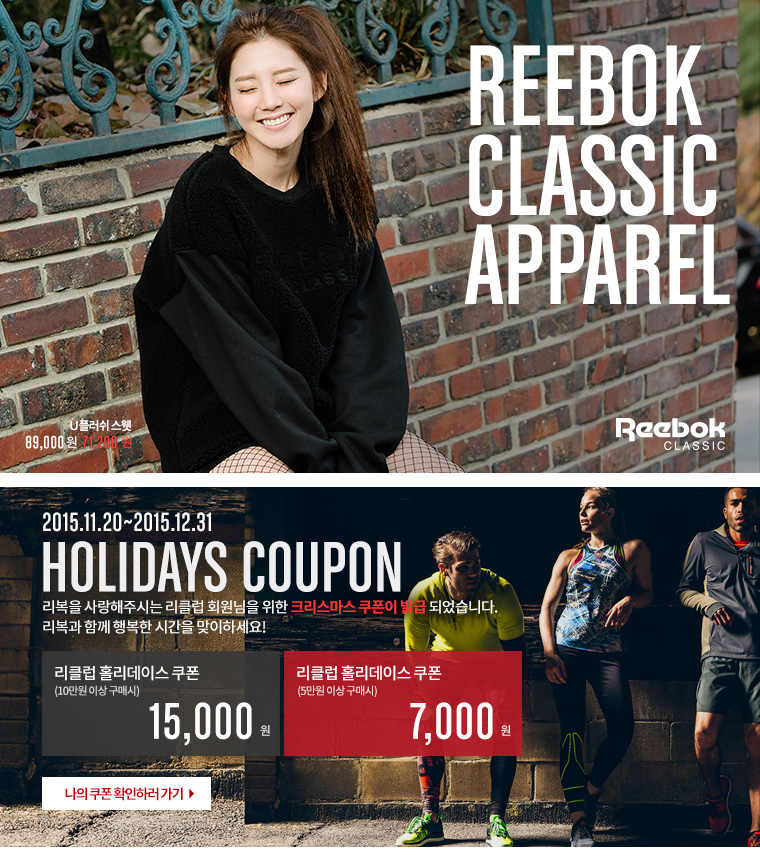 REEBOK
CLASSIC
APPAREL
CLASSIC
U플러쉬 스웻
89,000원 71,200원
Reebok
CLASSIC
2015.11.20~2015.12.31
HOLIDAYS COUPON
리복을 사랑해주시는 리클럽 회원님을 위한 크리스마스 쿠폰이 발급 되었습니다.
리복과 함께 행복한 시간을 맞이하세요!
리클럽 홀리데이스 쿠폰
(10만원 이상 구매시)
15,000 원
리클럽 홀리데이스 쿠폰
(5만원 이상 구매시)
7,000 원
나의 쿠폰 확인하러 가기